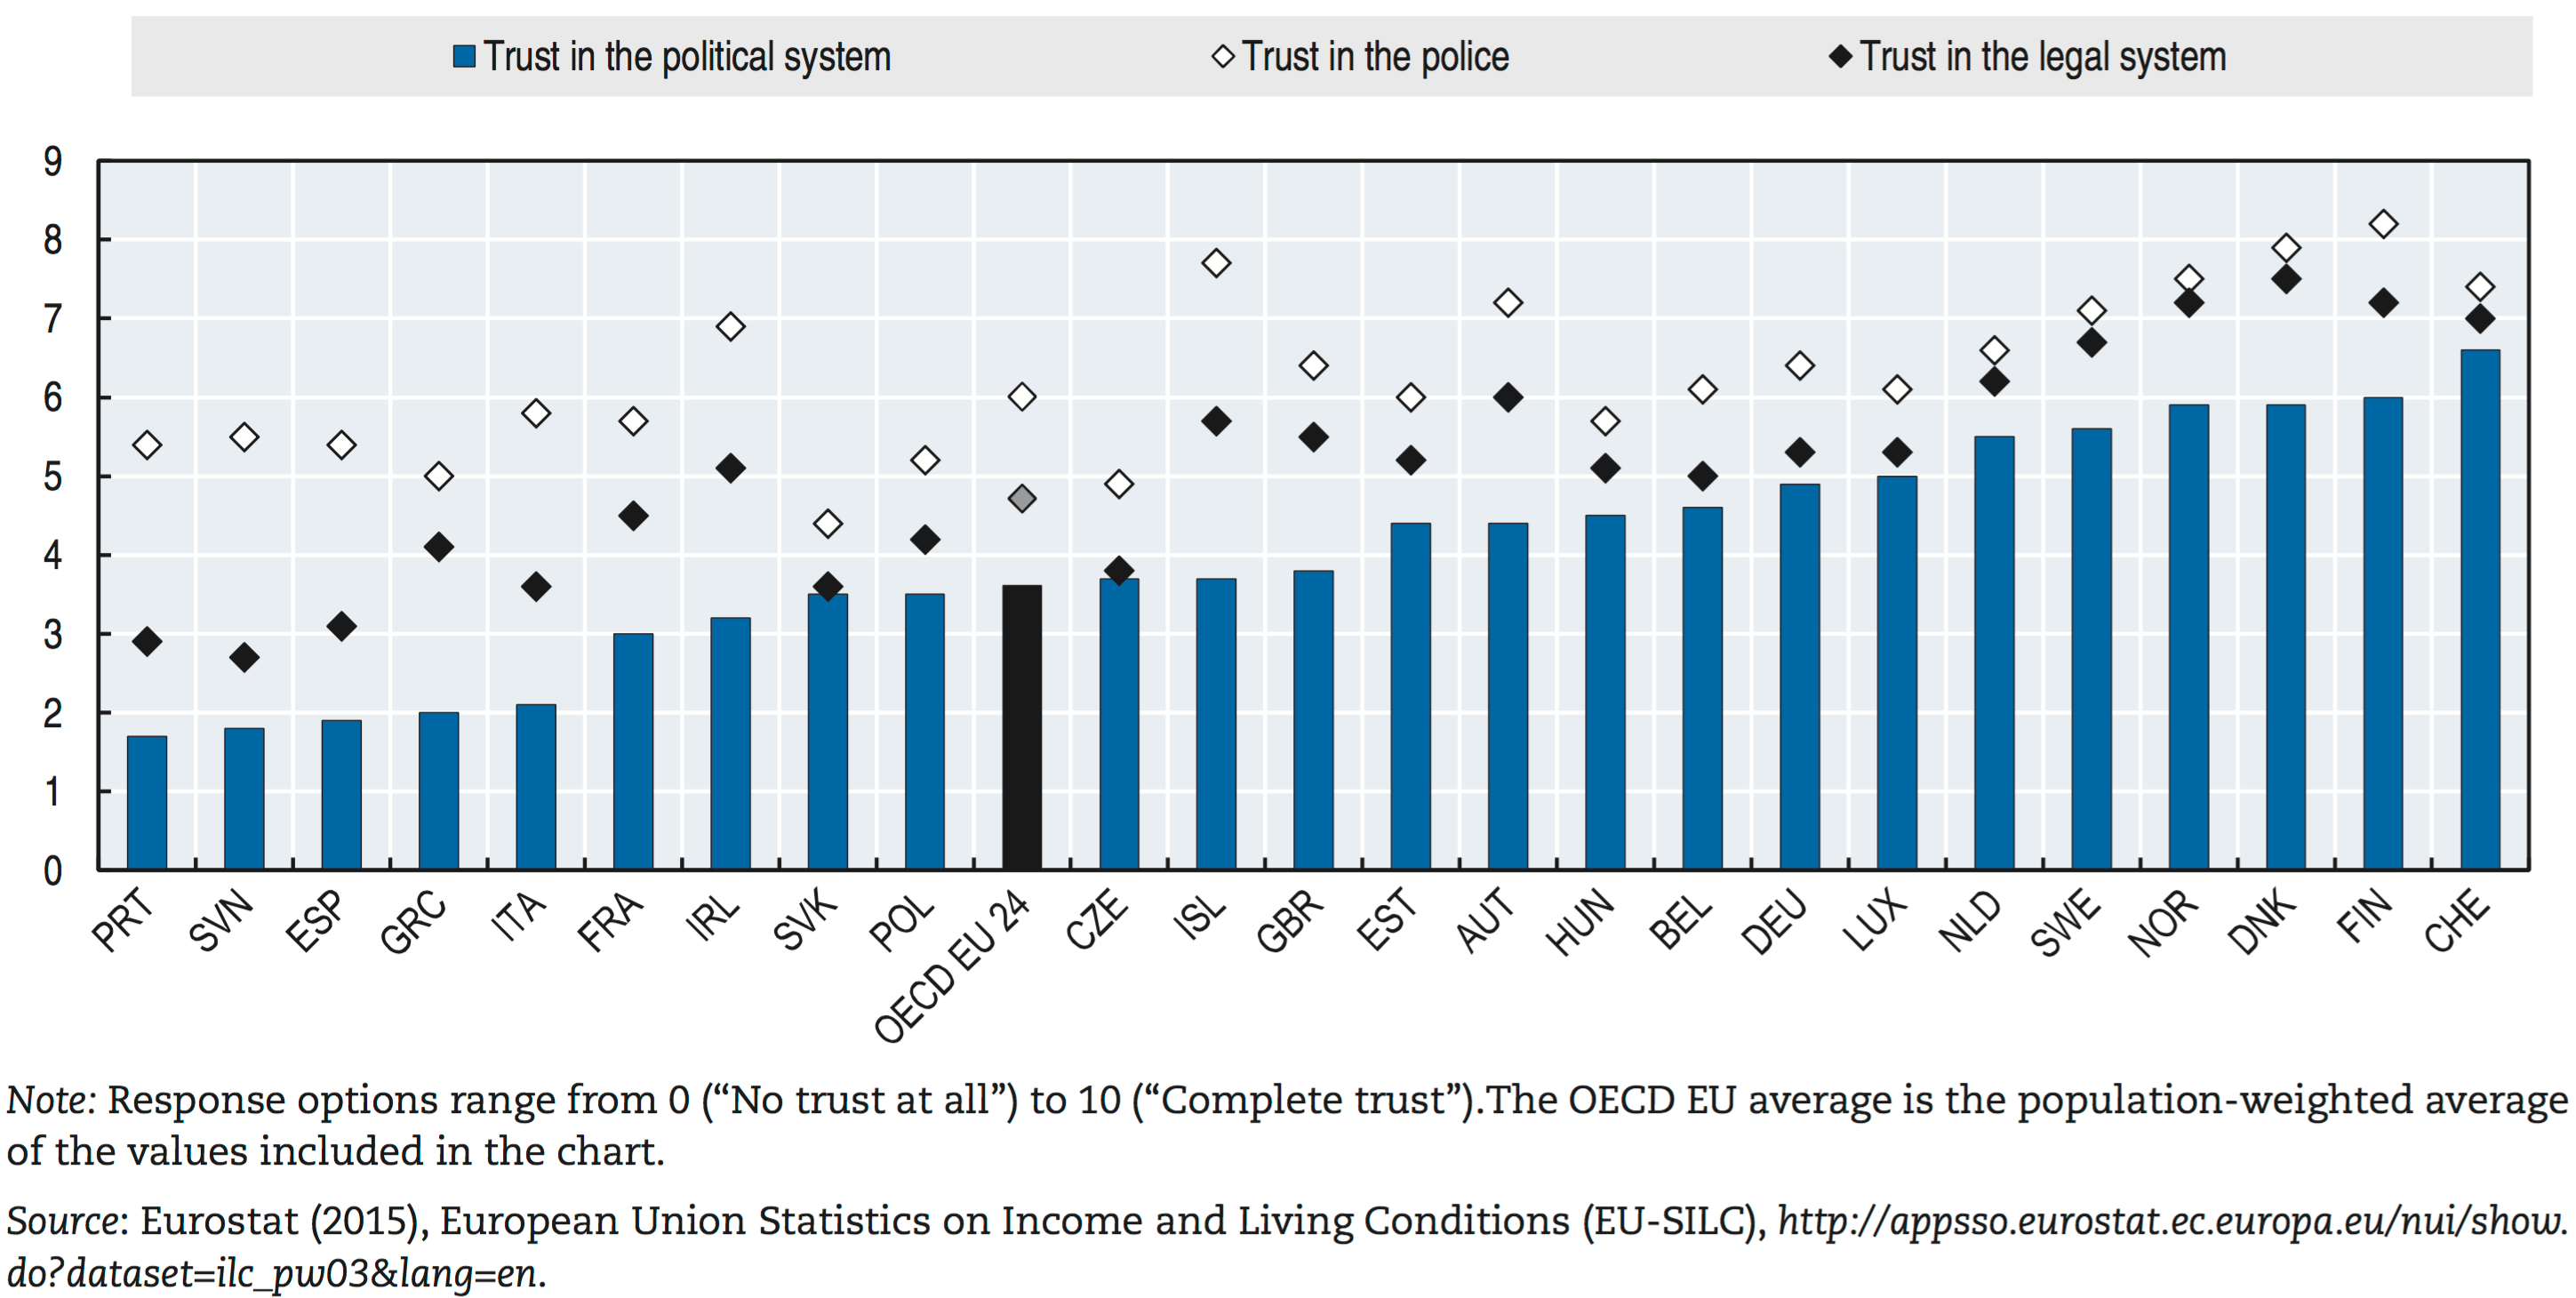 Trust in the political system Trust in the police Trust in the legal system
9
8
7
6
5
4
3
2
1
0
PRT SVN ESP GRC ITA FRA IRL SVK POL OECD EU 24 CZE ISL GBR EST AUT HUN BEL DEU LUX NLD SWE NOR DNK FIN CHE
Note: Response options range from 0 (“No trust at all”) to 10 (“Complete trust”).The OECD EU average is the population-weighted average
of the values included in the chart.
Source: Eurostat (2015), European Union Statistics on Income and Living Conditions (EU-SILC), http://appsso.eurostat.ec.europa.eu/nui/show.
do?dataset=ilc_pw03&lang=en.